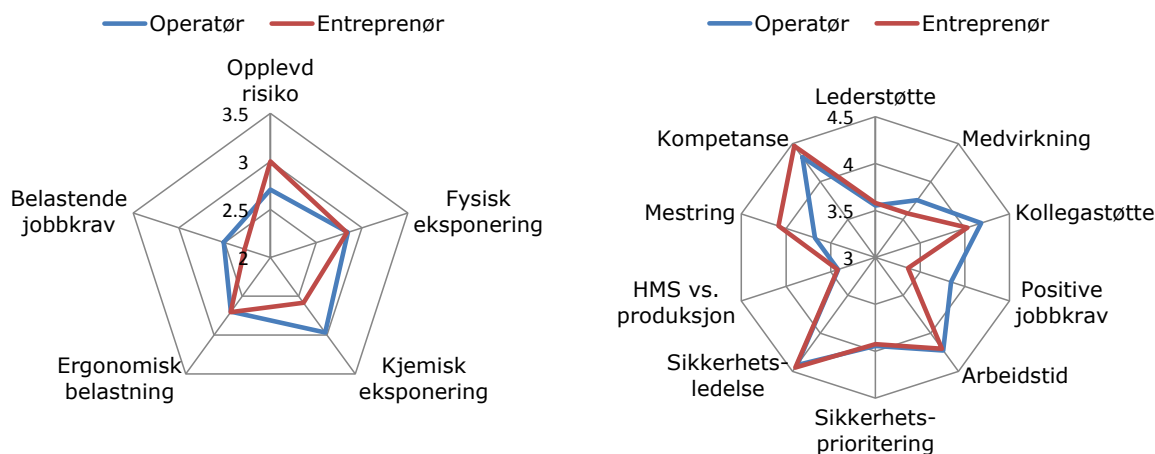 Operatør
Entreprenør
Opplevd
risiko
3.5
3
2.5
2
Fysisk
eksponering
Kjemisk
eksponering
Ergonomisk
belastning
Belastende
jobbkrav
Operatør
Entreprenør
Lederstøtte
4.5
4
3.5
3
Medvirkning
Kollegastøtte
Positive
jobbkrav
Arbeidstid
Sikkerhets-
prioritering
Sikkerhets-
ledelse
HMS vs.
produksjon
Mestring
Kompetanse